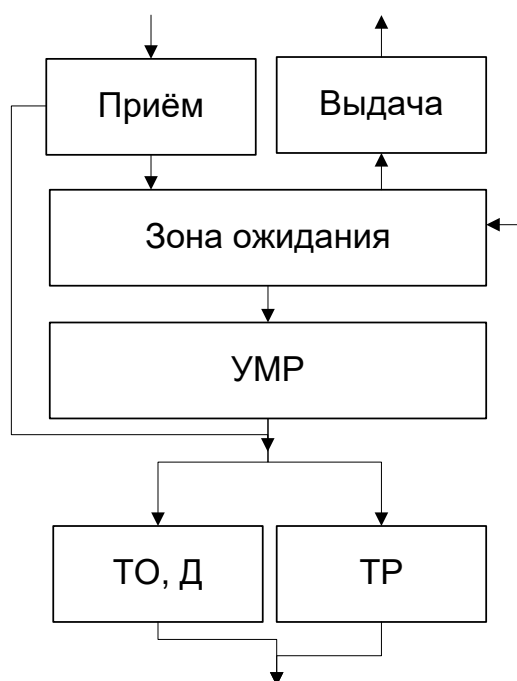 Приём
Выдача
Зона ожидания
УМР
ТО, Д
ТР